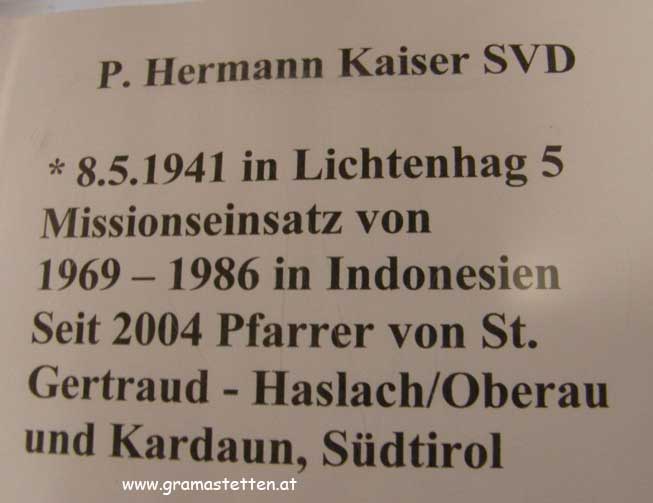 P. Hermann Kaiser SVD
* 8.5.1941 in Lichtenhag 5
Missionseinsatz von
1969 – 1986 in Indonesien
Seit 2004 Pfarrer von St.
Gertraud - Haslach/Oberau
und Kardaun, Südtirol
www.gramastetten.at